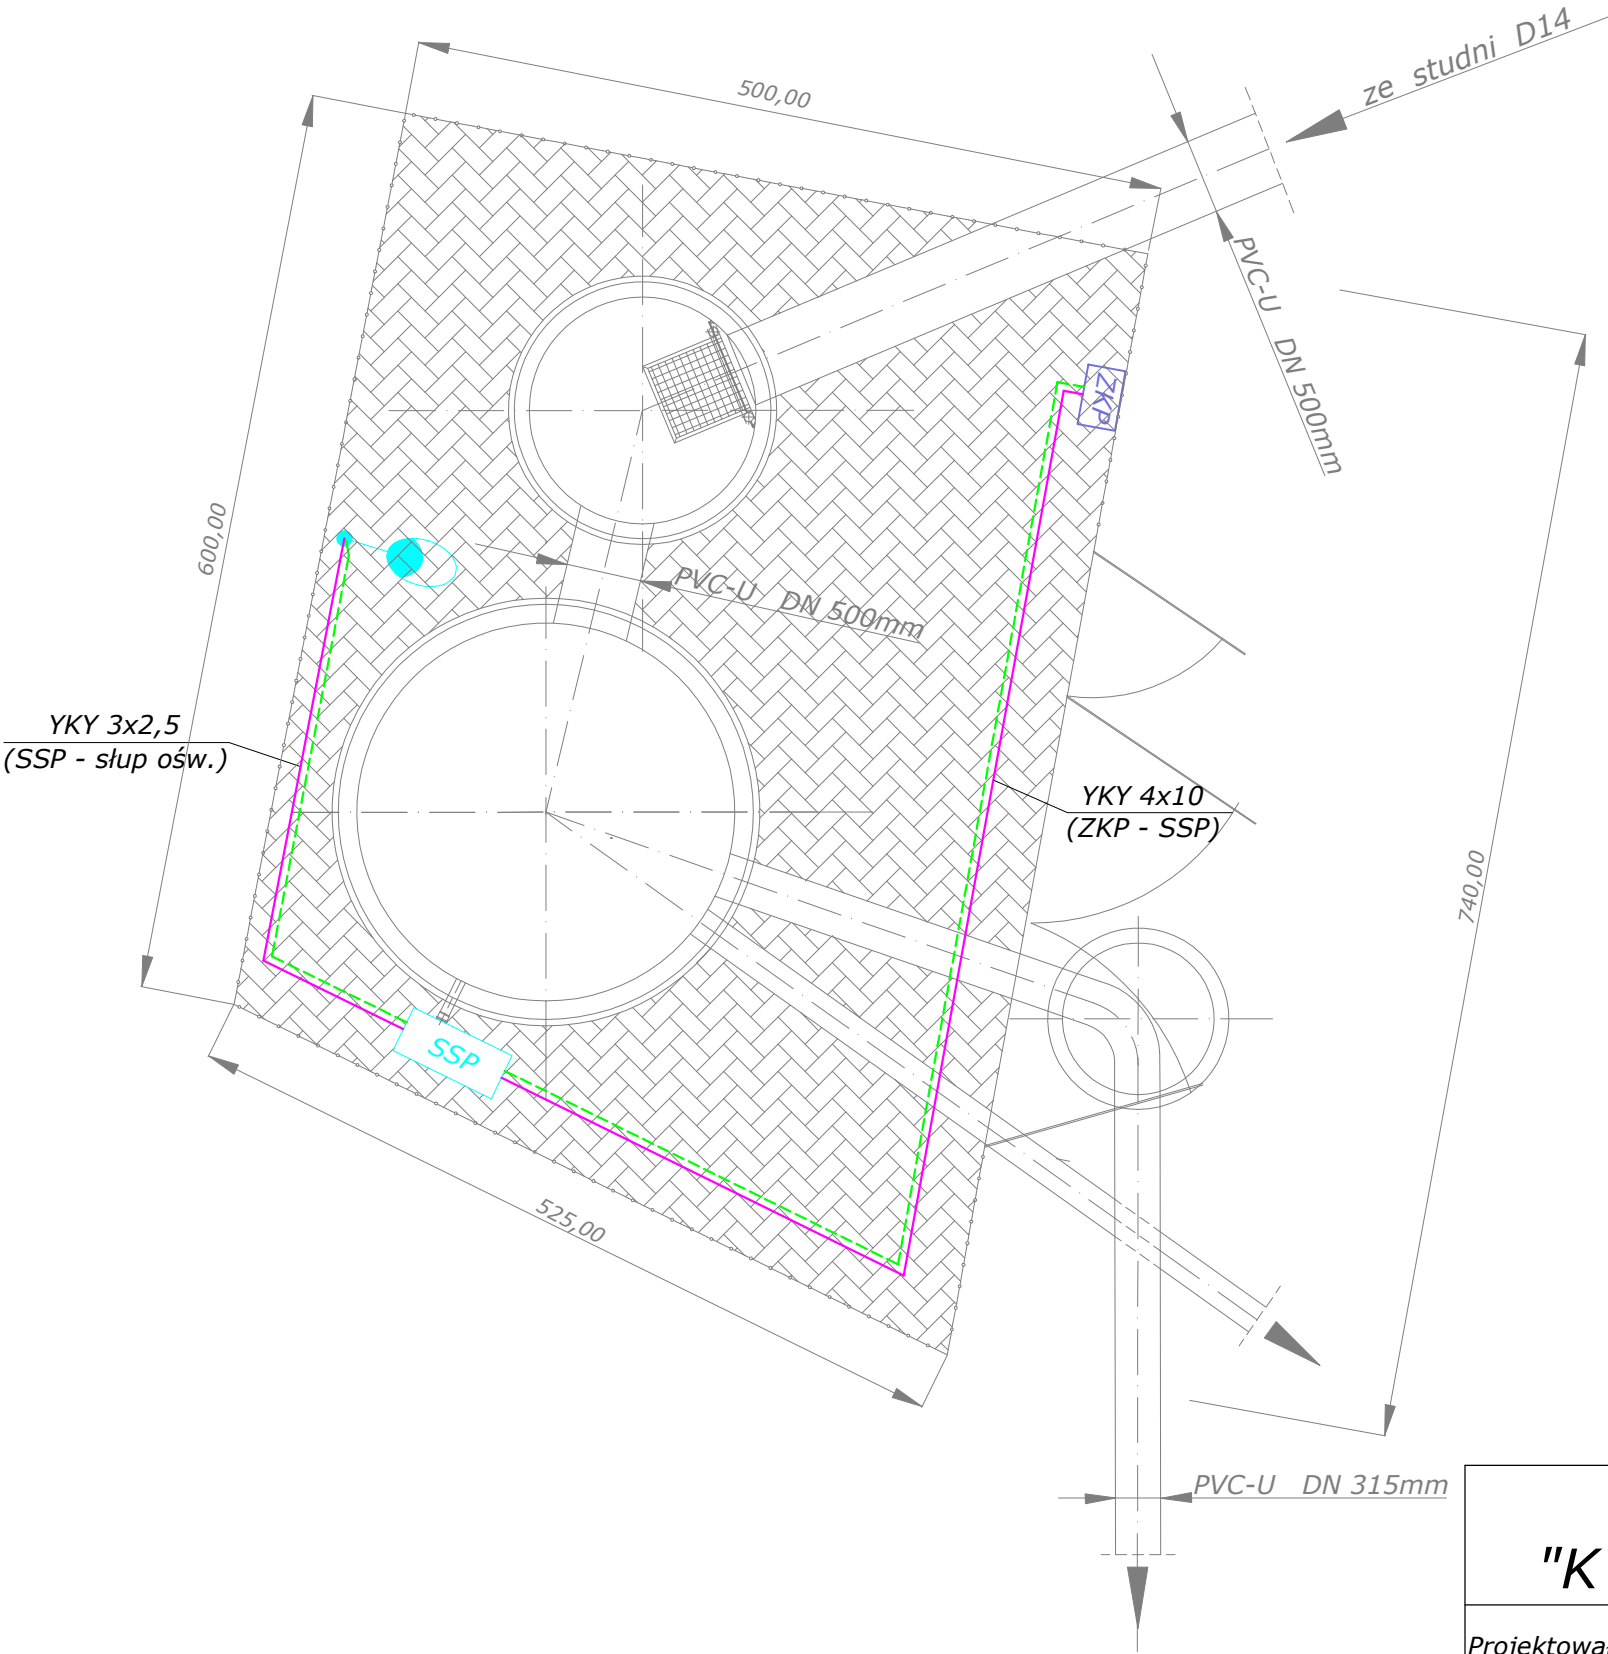 ze studni D14
500,00
PVC-U DN 500mm
ZKP
600,00
PVC-U DN 500mm
YKY 3x2,5
(SSP - słup ośw.)
YKY 4x10
(ZKP - SSP)
740,00
SSP
525,00
PVC-U DN 315mm
"K
Projektował